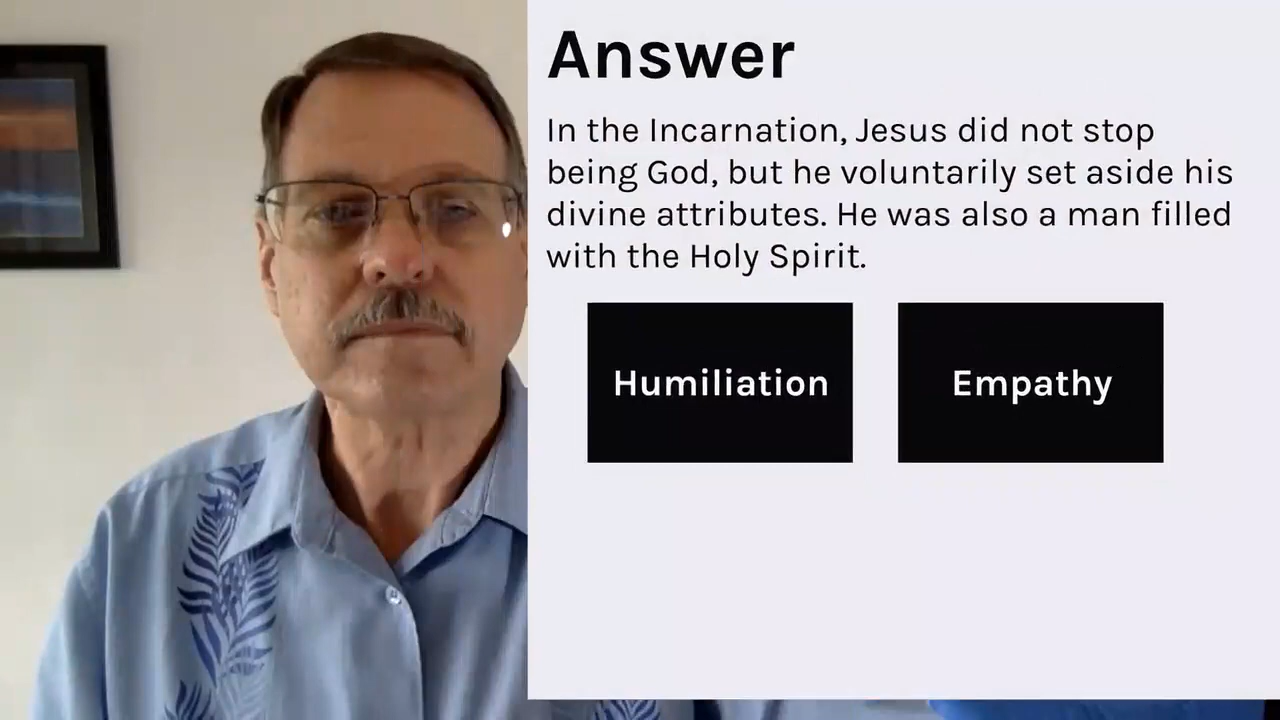 Answer
In the Incarnation, Jesus did not stop
being God, but he voluntarily set aside his
divine attributes. He was also a man filled
with the Holy Spirit.
Humiliation
Empathy